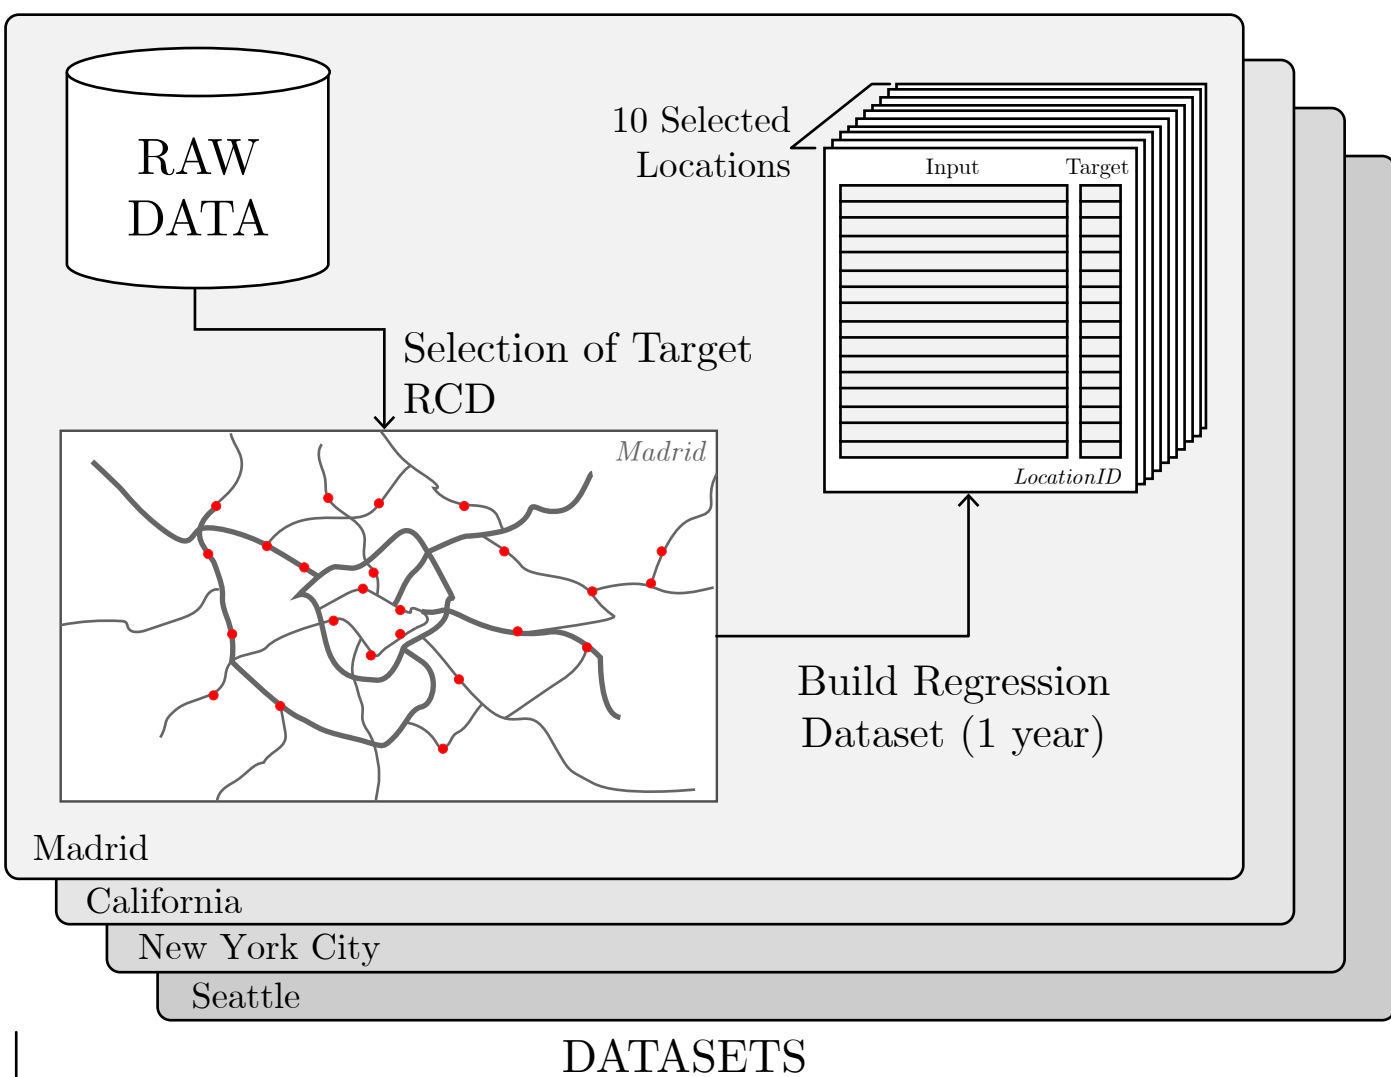 RAW
DATA
10 Selected
Locations
Input Target
LocationID
Selection of Target
RCD
Madrid
Build Regression
Dataset (1 year)
Madrid
California
New York City
Seattle
DATASETS